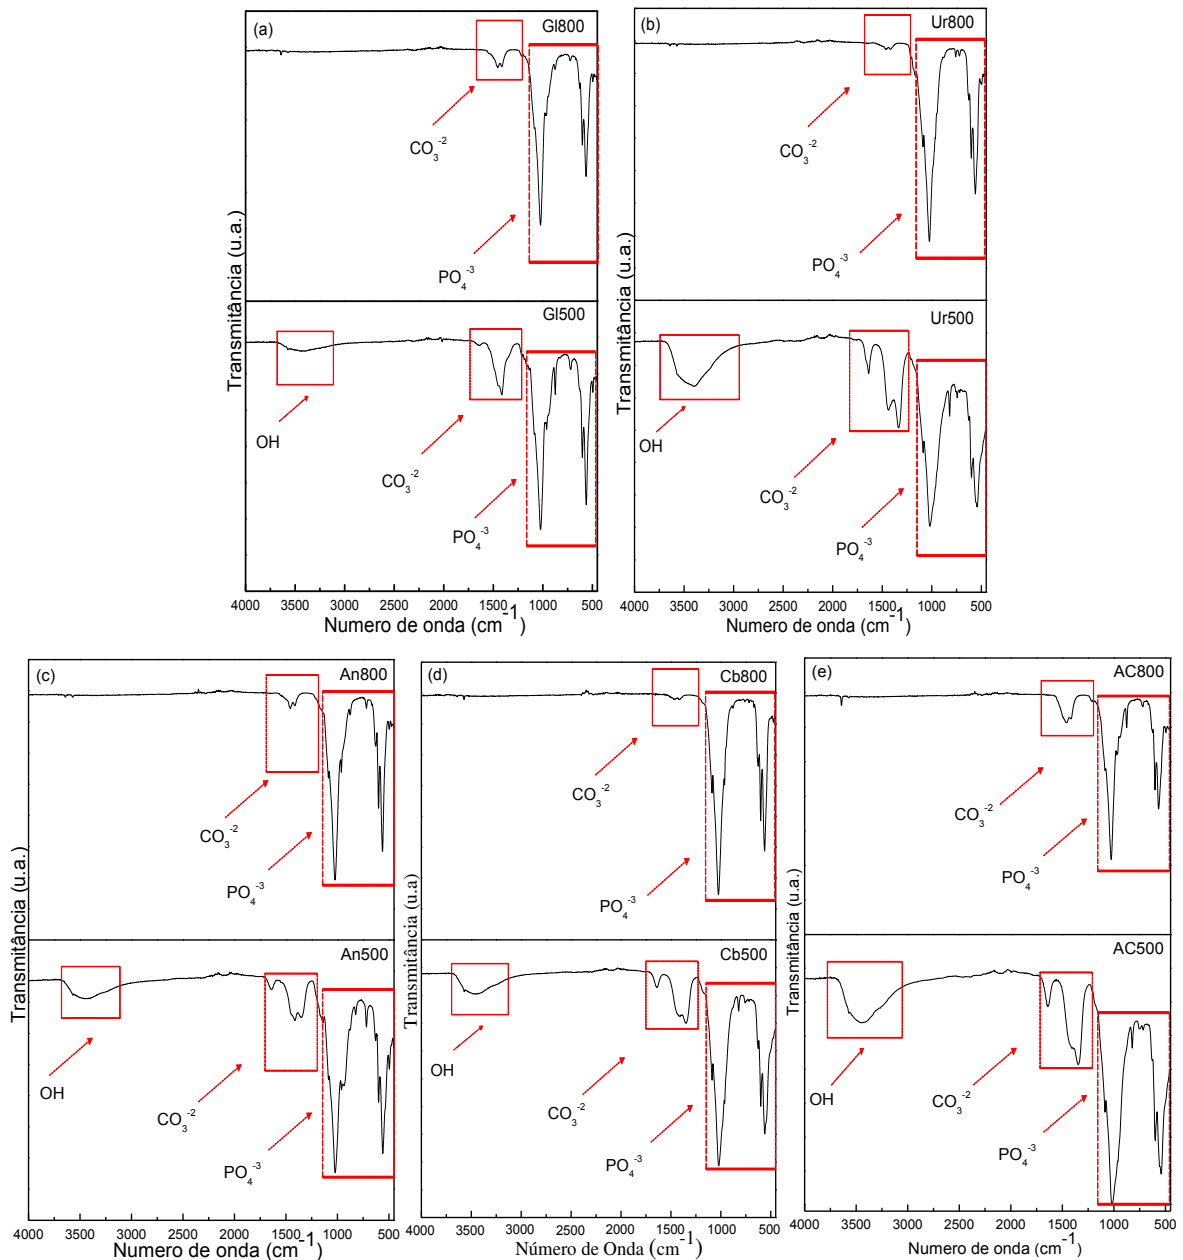 (a)
Gl800
CO3-2
PO4-3
Gl500
OH
CO3-2
PO4-3
Transmitância (u.a.)
4000 3500 3000 2500 2000 1500 1000 500
Numero de onda (cm-1)
(b)
Ur800
CO3-2
PO4-3
Ur500
OH
CO3-2
PO4-3
Transmitância (u.a.)
4000 3500 3000 2500 2000 1500 1000 500
Numero de onda (cm-1)
(c)
An800
CO3-2
PO4-3
An500
OH
CO3-2
PO4-3
Transmitância (u.a.)
4000 3500 3000 2500 2000 1500 1000 500
Numero de onda (cm-1)
(d)
Cb800
CO3-2
PO4-3
Cb500
OH
CO3-2
PO4-3
Transmitância (u.a)
4000 3500 3000 2500 2000 1500 1000 500
Número de Onda (cm-1)
(e)
AC800
CO3-2
PO4-3
AC500
OH
CO3-2
PO4-3
Transmitância (u.a.)
4000 3500 3000 2500 2000 1500 1000 500
Numero de onda (cm-1)